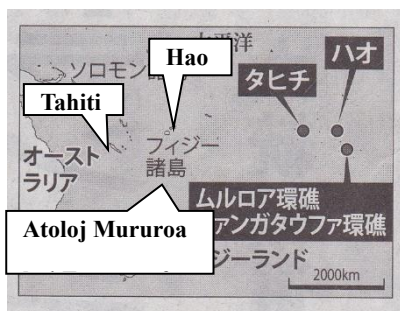 太平洋
Hao
ハオ
ソロモン
タヒチ
Tahiti
フィジー
諸島
オースト
ラリア
ムルロア環礁
ァンガタウファ環礁
Atoloj Mururoa
ジーランド
2000km